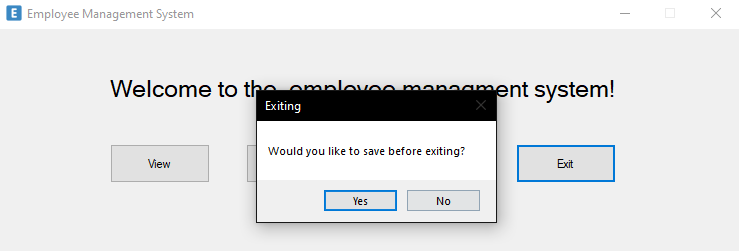 E Employee Management System
Welcome to the employee managment system!
Exiting
Would you like to save before exiting?
View
Exit
Yes
No